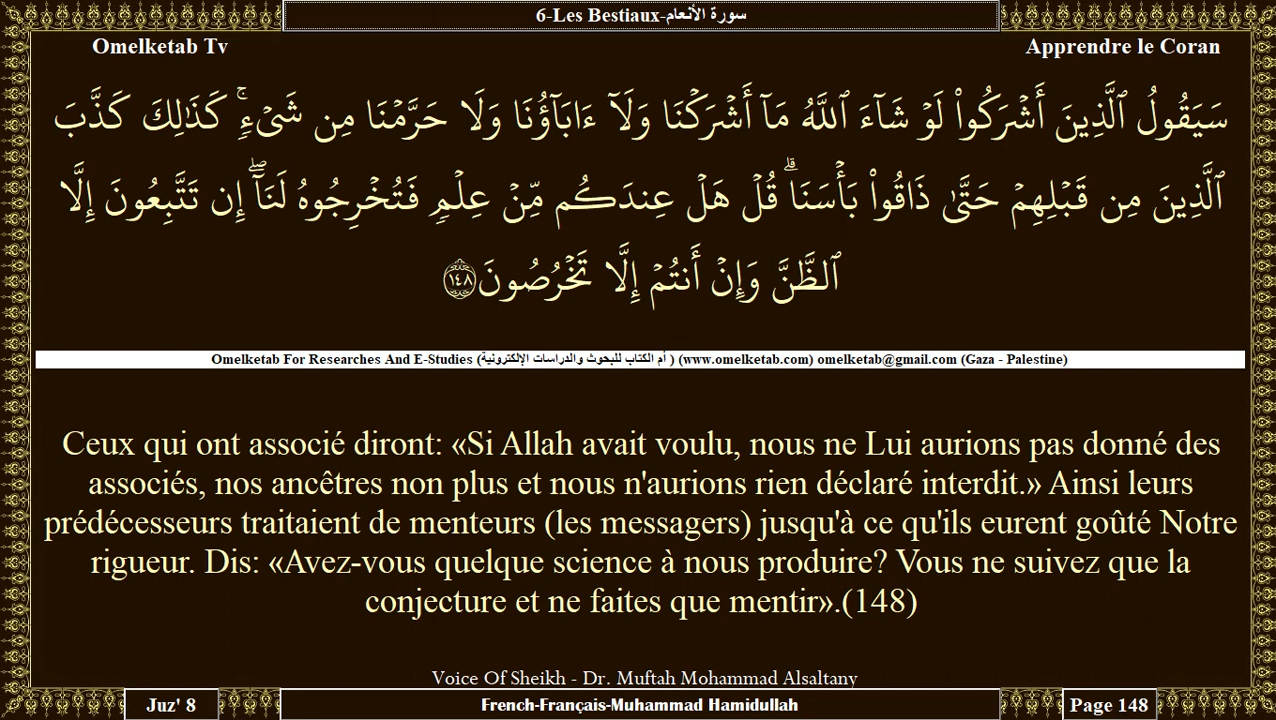 6-Les Bestiaux-سورة الأنعام
Omelketab Tv
Apprendre le Coran
سَيَقُولُ ٱلَّذِينَ أَشْرَكُوا۟ لَوْ شَآءَ ٱللَّهُ مَآ أَشْرَكْنَا وَلَآ ءَابَآؤُنَا وَلَا حَرَّمْنَا مِن شَىْءٍۢ ۚ كَذَٰلِكَ كَذَّبَ
ٱلَّذِينَ مِن قَبْلِهِمْ حَتَّىٰ ذَاقُوا۟ بَأْسَنَا ۗ قُلْ هَلْ عِندَكُم مِّنْ عِلْمٍۢ فَتُخْرِجُوهُ لَنَآ ۖ إِن تَتَّبِعُونَ إِلَّا
ٱلظَّنَّ وَإِنْ أَنتُمْ إِلَّا تَخْرُصُونَ ١٤٨
Omelketab For Researches And E-Studies (أم الكتاب للبحوث والدراسات الإلكترونية ) (www.omelketab.com) omelketab@gmail.com (Gaza - Palestine)
Ceux qui ont associé diront: «Si Allah avait voulu, nous ne Lui aurions pas donné des
associés, nos ancêtres non plus et nous n'aurions rien déclaré interdit.» Ainsi leurs
prédécesseurs traitaient de menteurs (les messagers) jusqu'à ce qu'ils eurent goûté Notre
rigueur. Dis: «Avez-vous quelque science à nous produire? Vous ne suivez que la
conjecture et ne faites que mentir».(148)
Voice Of Sheikh - Dr. Muftah Mohammad Alsaltany
Juz' 8
French-Français-Muhammad Hamidullah
Page 148